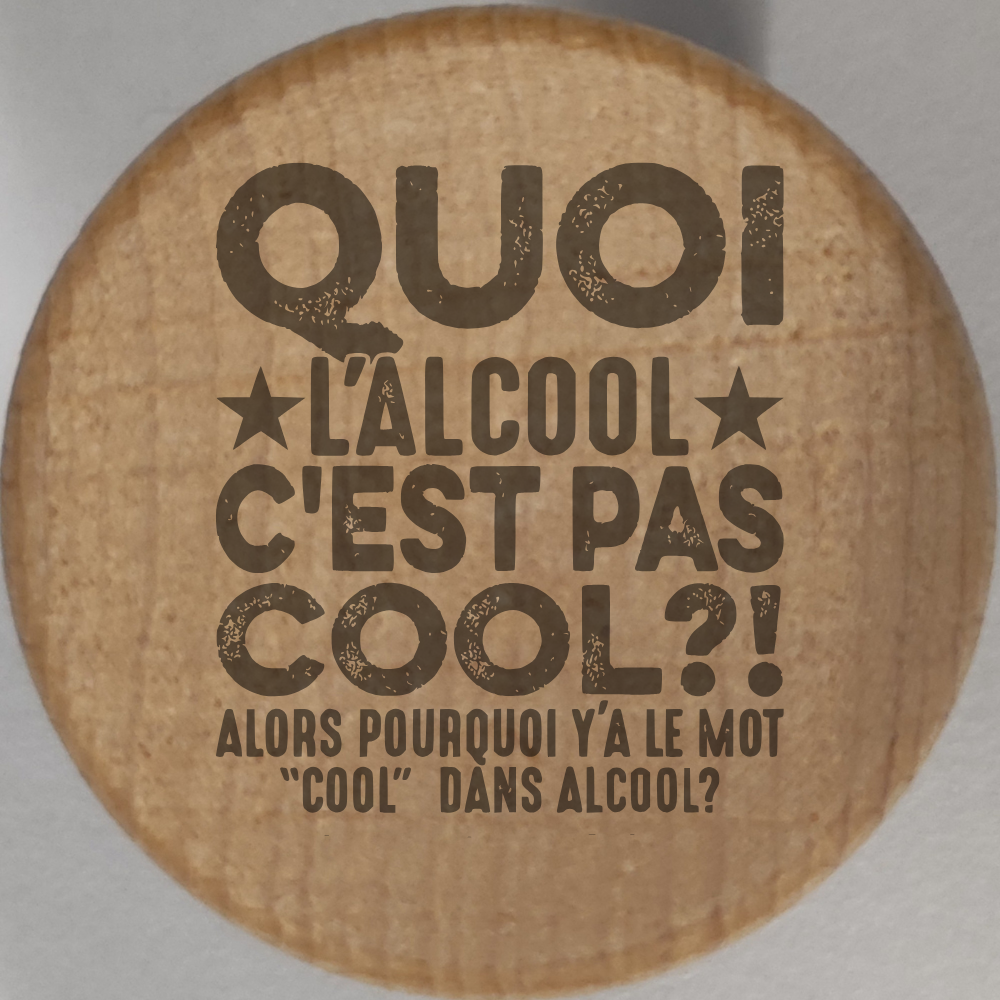 QUOI
L'ALCOOL
C'EST PAS
COOL?!
ALORS POURQUOI Y'A LE MOT
"COOL" DANS ALCOOL?